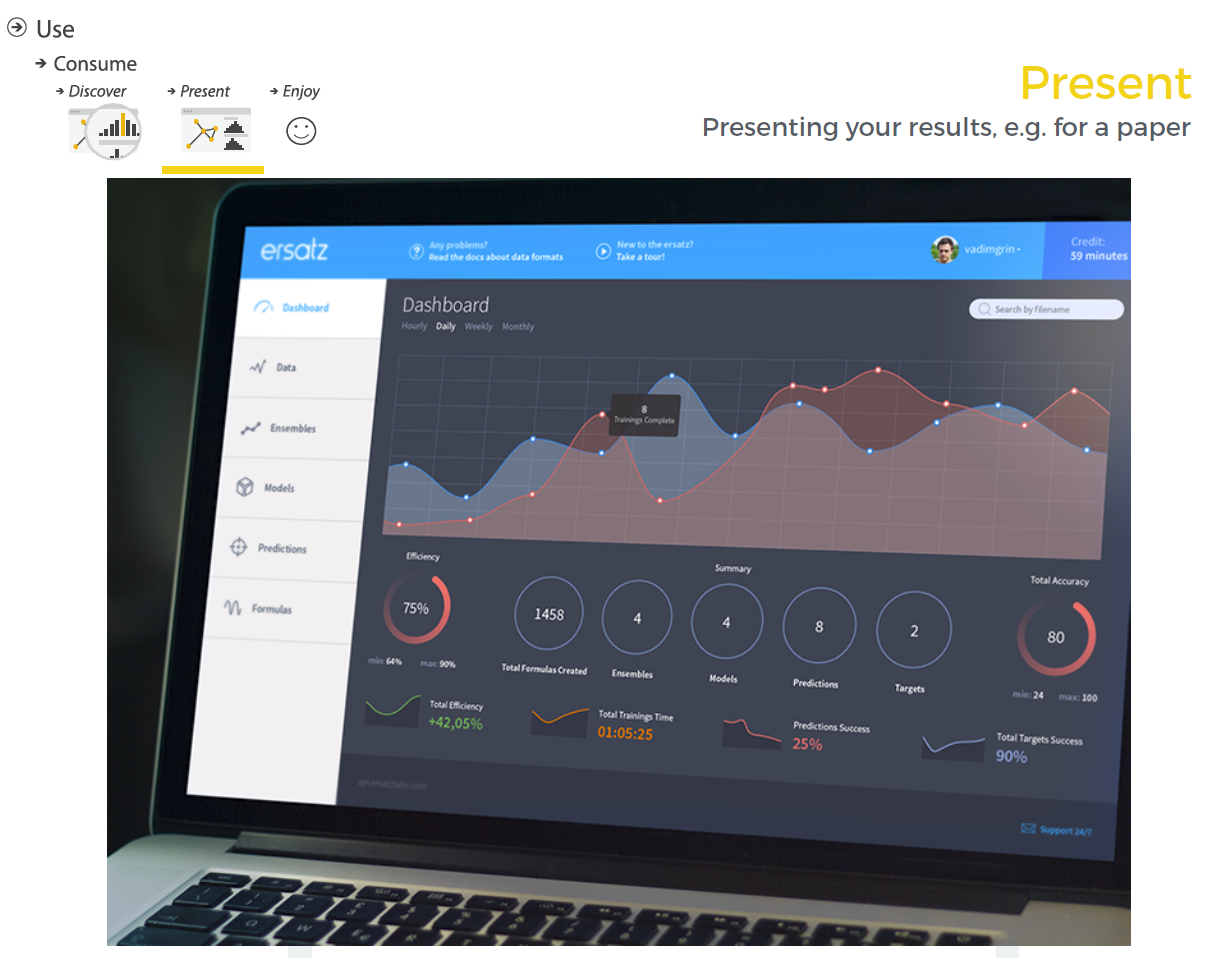 Use
Consume
Discover
Present
Enjoy
Present
Presenting your results, e.g. for a paper
ersatz
Any problems?
Read the docs about data formats
New to the ersatz?
Take a tour!
vadimgrin
Credit:
59 minutes
Dashboard
Data
Ensembles
Models
Predictions
Formulas
Dashboard
Hourly Daily Weekly Monthly
Search by filename
8
Trainings Complete
Efficiency
75%
min: 64% max: 90%
Summary
1458
Total Formulas Created
4
Ensembles
4
Models
8
Predictions
2
Targets
Total Accuracy
80
min: 24 max: 100
Total Efficiency
+42,05%
Total Trainings Time
01:05:25
Predictions Success
25%
Total Targets Success
90%
api.ersatzlabs.com
Support 24/7